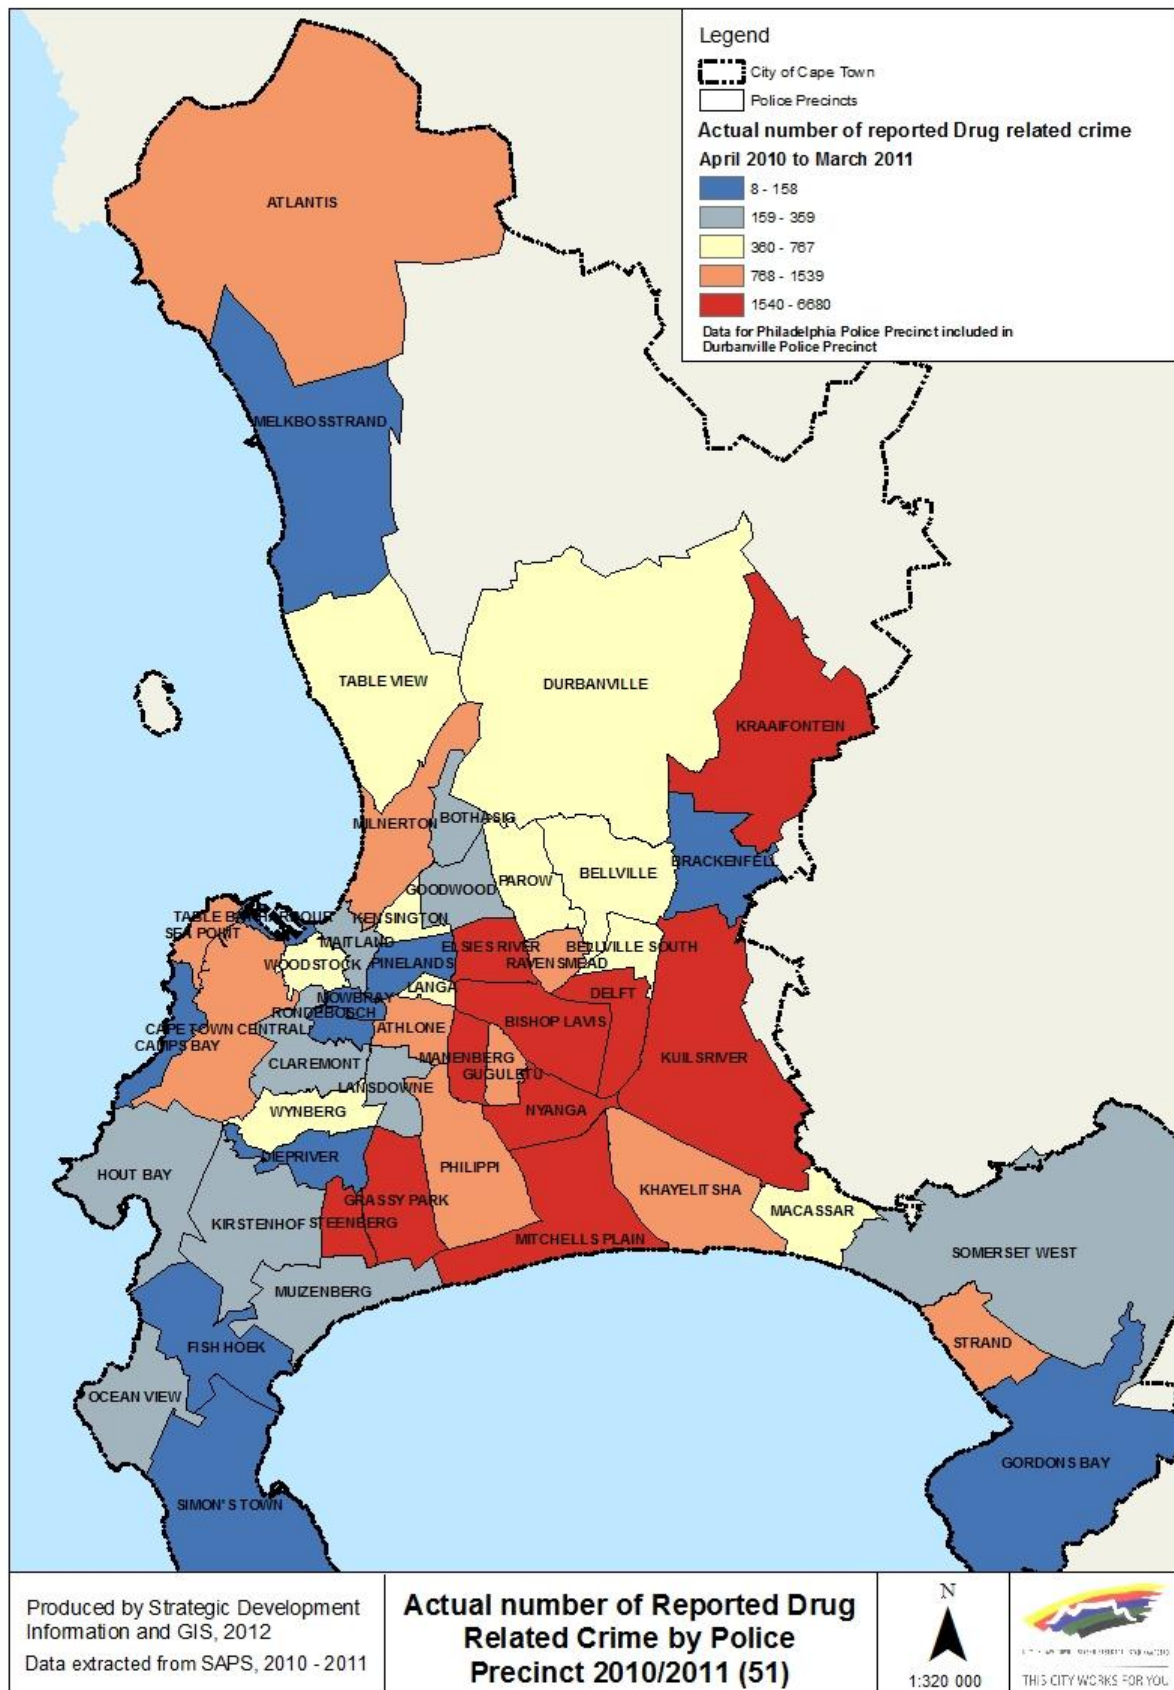 Legend
City of Cape Town
Police Precincts
Actual number of reported Drug related crime
April 2010 to March 2011
8 - 158
159 - 359
360 - 767
768 - 1539
1540 - 6680
Data for Philadelphia Police Precinct included in
Durbanville Police Precinct
ATLANTIS
MELKBOSSTRAND
TABLE VIEW
DURBANVILLE
KRAAIFONTEIN
MILNERTON
BOTHASIG
BRACKENFELL
PAROW
BELLVILLE
GOODWOOD
TABLE BAY HARBOUR
KENSINGTON
SEA POINT
MAITLAND
ELSIES RIVER
BELLVILLE SOUTH
WOODSTOCK
PINELANDS
RAVENSMEAD
LANGA
DELFT
MOWBRAY
RONDEBOSCH
BISHOP LAVIS
CAPE TOWN CENTRAL
ATHLONE
CAMPS BAY
CLAREMONT
MANENBERG
KUILSRIVER
GUGULETU
LANSDOWNE
WYNBERG
NYANGA
DIEPRIVER
PHILIPPI
HOUT BAY
KHAYELITSHA
GRASSY PARK
MACASSAR
KIRSTENHOF
STEENBERG
MITCHELLS PLAIN
SOMERSET WEST
MUIZENBERG
STRAND
FISH HOEK
OCEAN VIEW
GORDONS BAY
SIMON'S TOWN
Produced by Strategic Development
Information and GIS, 2012
Data extracted from SAPS, 2010 - 2011
Actual number of Reported Drug
Related Crime by Police
Precinct 2010/2011 (51)
N
1:320 000
THIS CITY WORKS FOR YOU